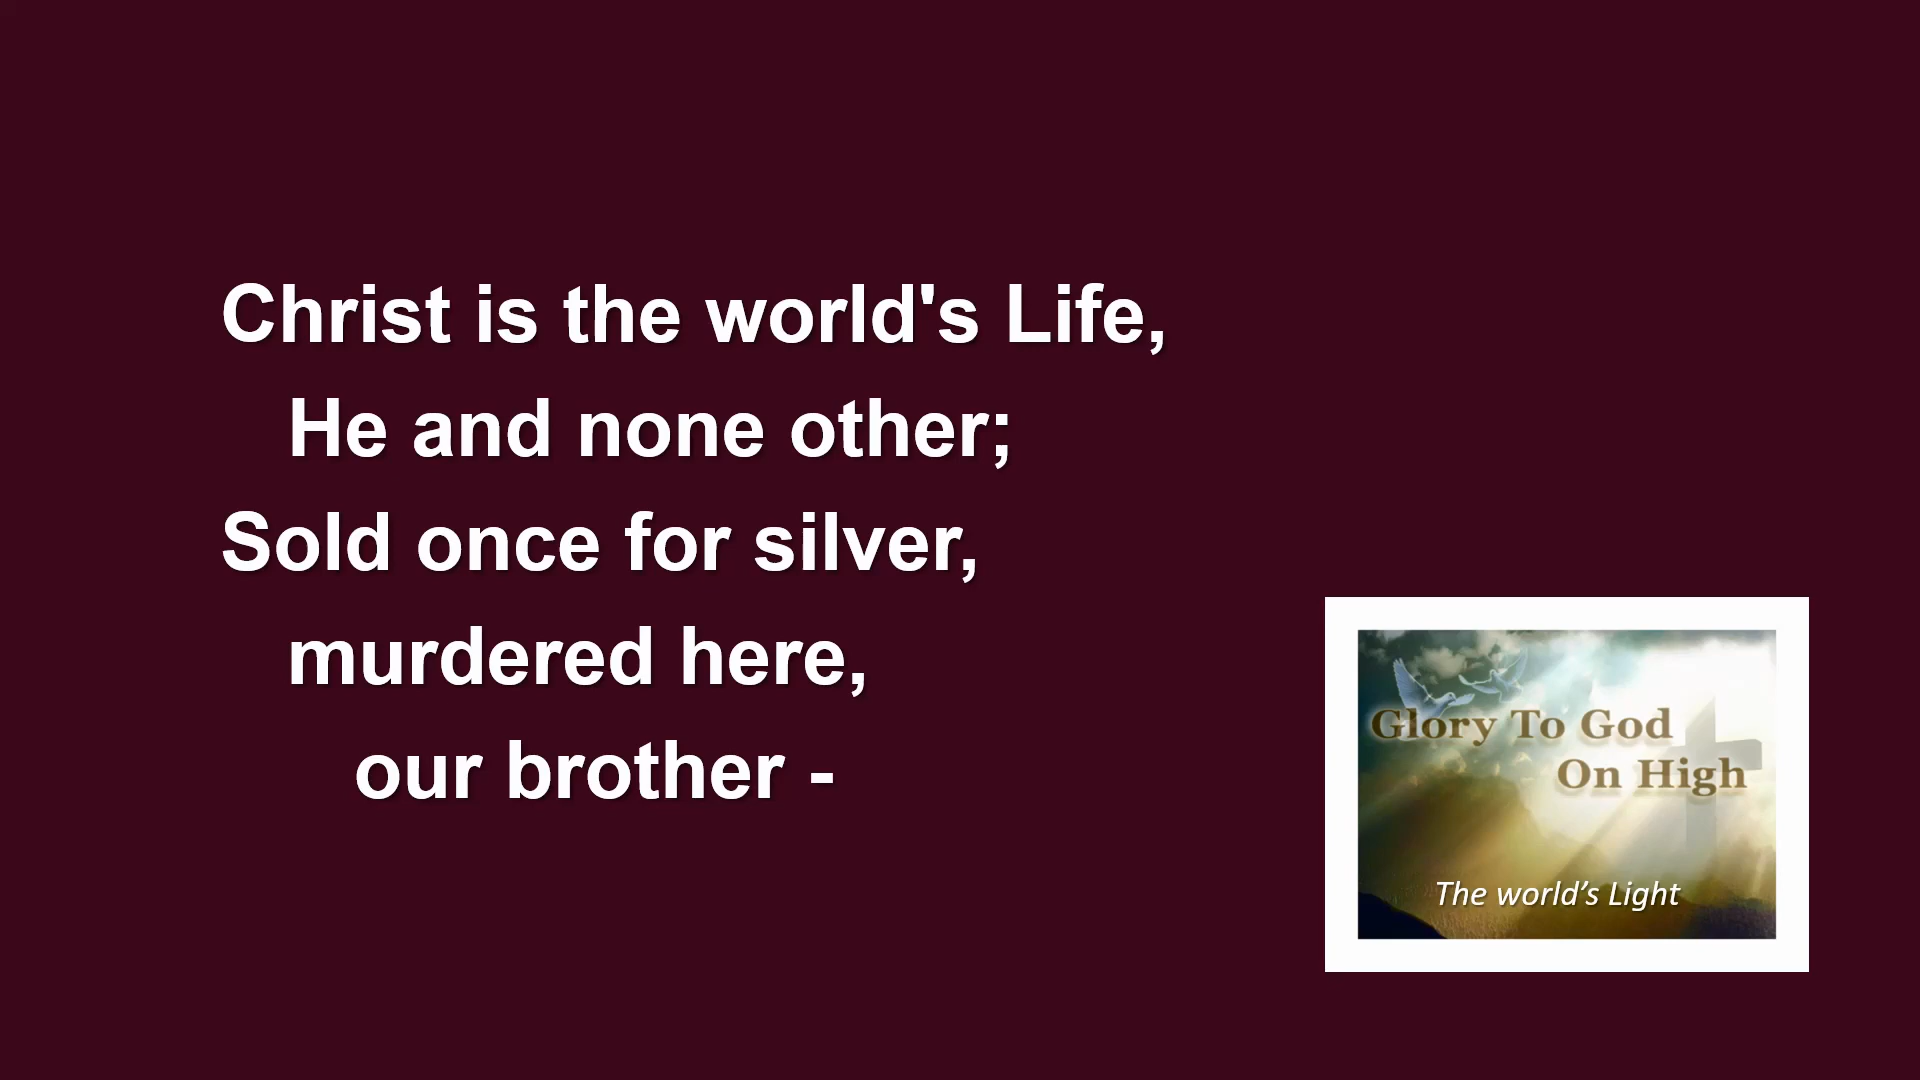 Christ is the world's Life,
He and none other;
Sold once for silver,
murdered here,
our brother -
Glory To God
On High
The world’s Light